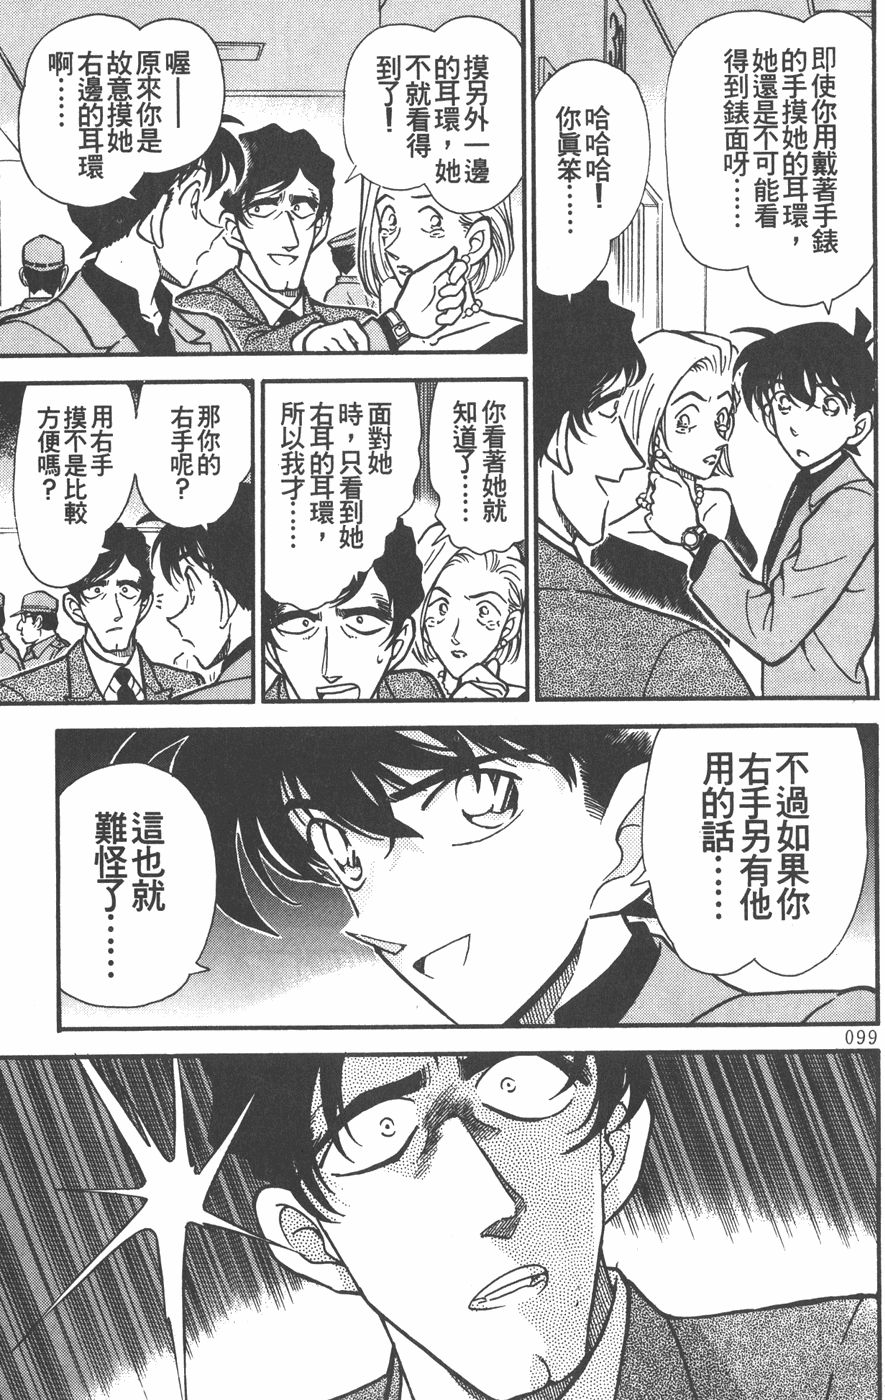 即使你用戴著手錶
的手摸她的耳環，
她還是不可能看
得到錶面呀……
哈哈哈！
你眞笨……
摸另外一邊
的耳環，她
不就看得
到了！
喔——
原來你是
故意摸她
右邊的耳環
啊……
你看著她就
知道了……
面對她
時，只看到她
右耳的耳環，
所以我才……
那你的
右手呢？
用右手
摸不是比較
方便嗎？
不過如果你
右手另有他
用的話……
這也就
難怪了……
099